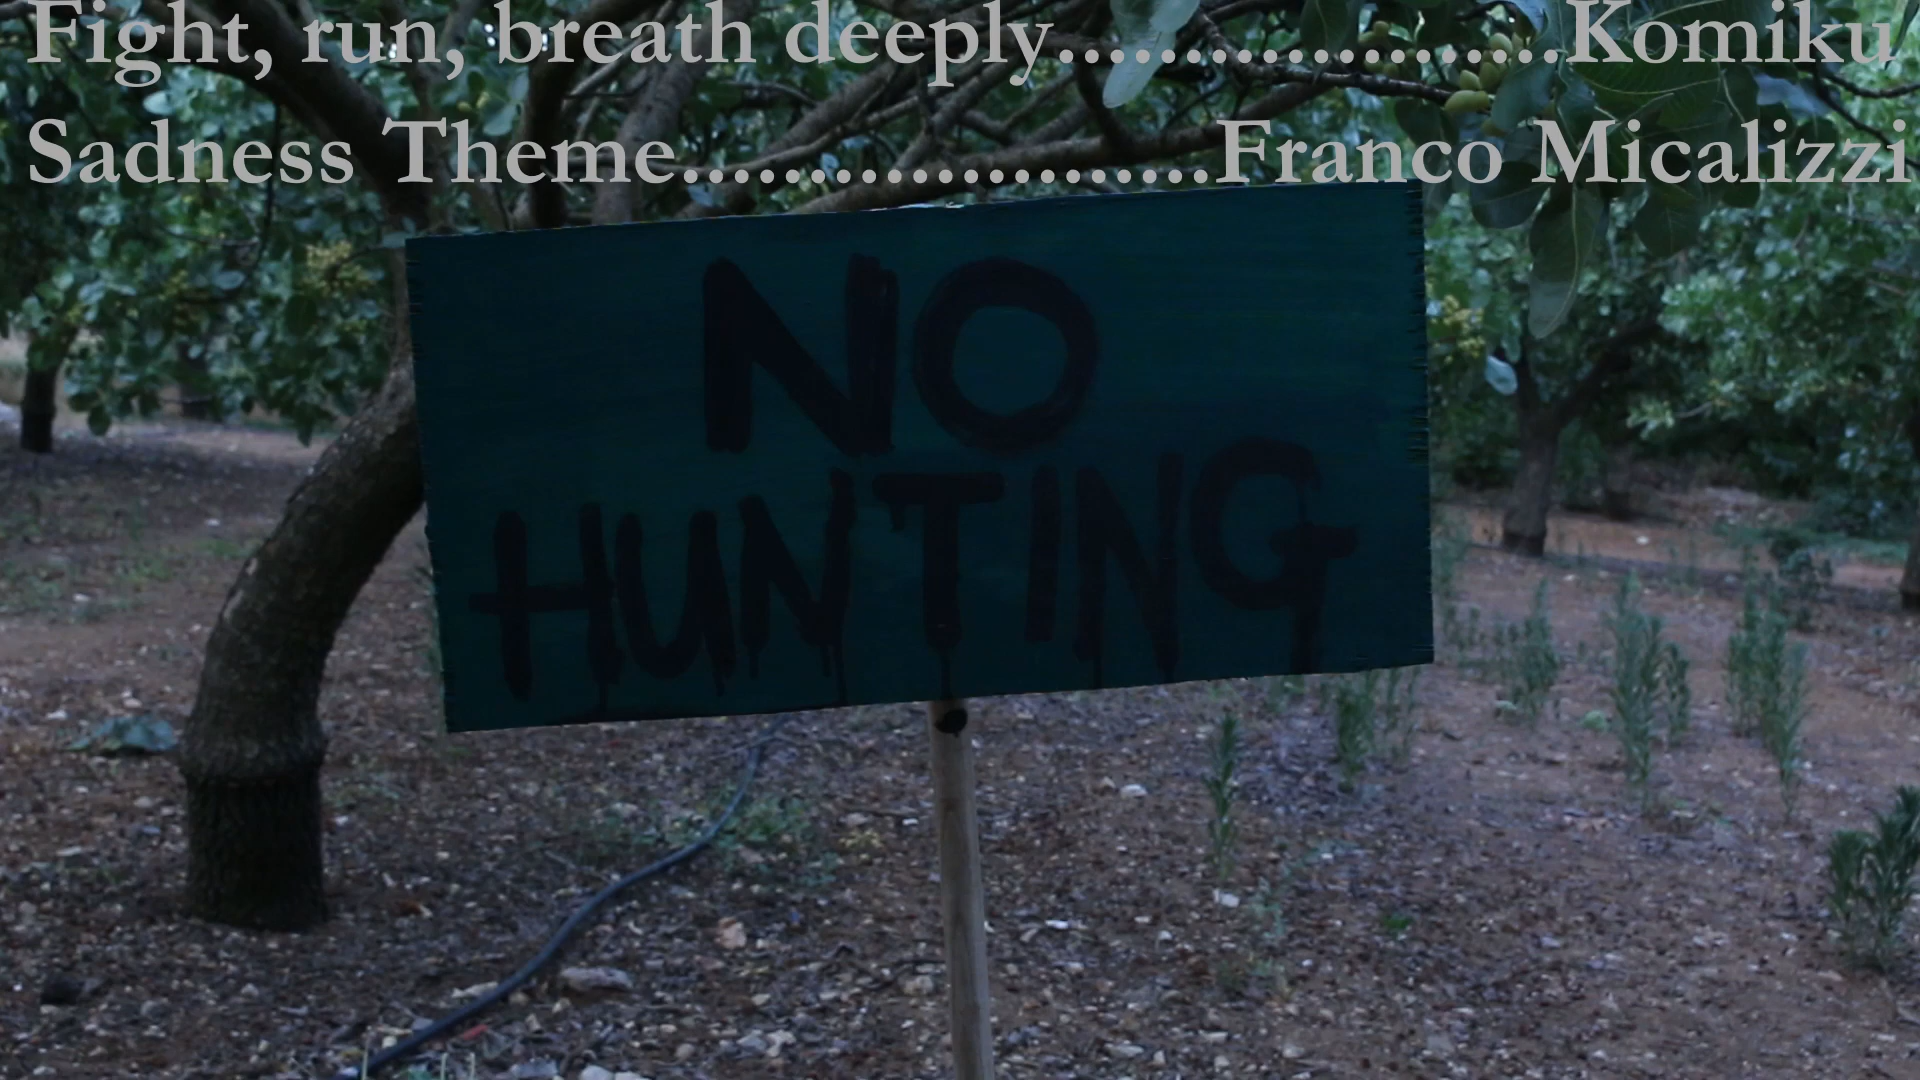 Fight, run, breath deeply....................Komiku
Sadness Theme.....................Franco Micalizzi
NO
HUNTING